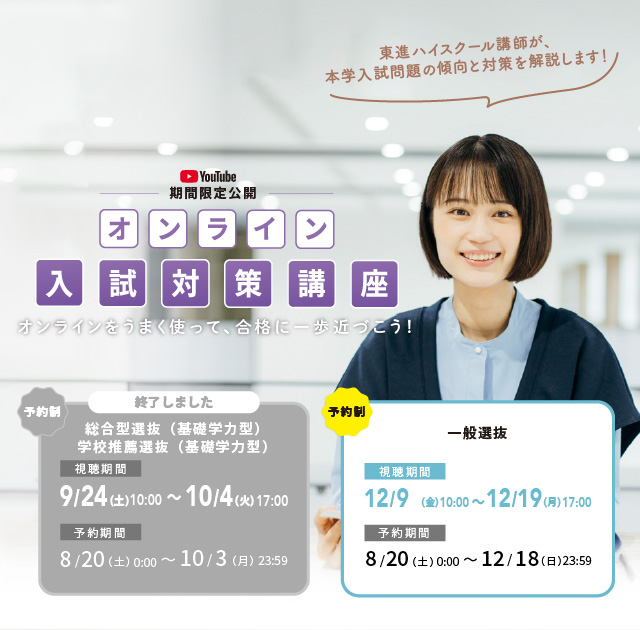 東進ハイスクール講師が、
本学入試問題の傾向と対策を解説します!
YouTube
期間限定公開
オンライン
入試対策講座
オンラインをうまく使って、合格に一歩近づこう!
予約制
終了しました
総合型選抜(基礎学力型)
学校推薦選抜(基礎学力型)
視聴期間
9/24(土)10:00 〜 10/4(火)17:00
予約期間
8/20(土)0:00 〜 10/3(月)23:59
予約制
一般選抜
視聴期間
12/9 (金)10:00 〜 12/19(月)17:00
予約期間
8/20(土)0:00 〜 12/18(日)23:59